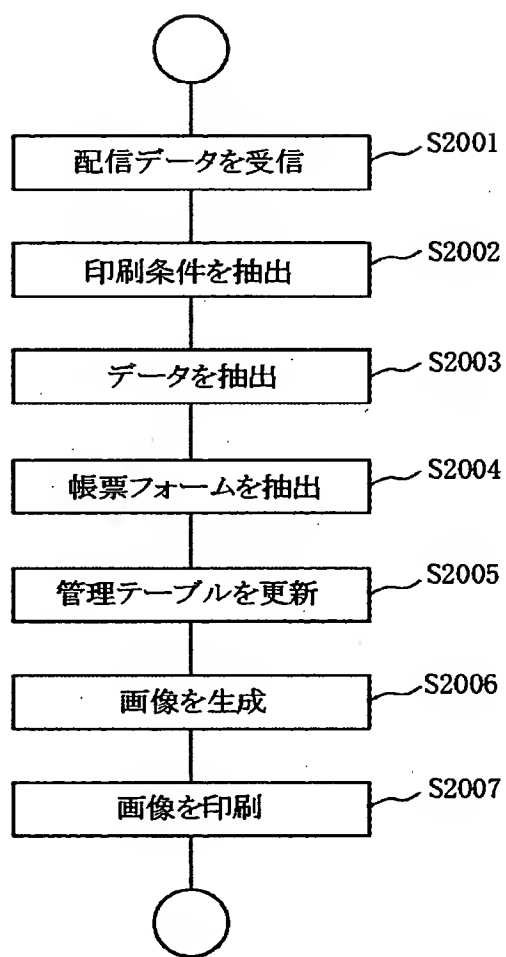 配信データを受信 S2001
印刷条件を抽出 S2002
データを抽出 S2003
帳票フォームを抽出 S2004
管理テーブルを更新 S2005
画像を生成 S2006
画像を印刷 S2007